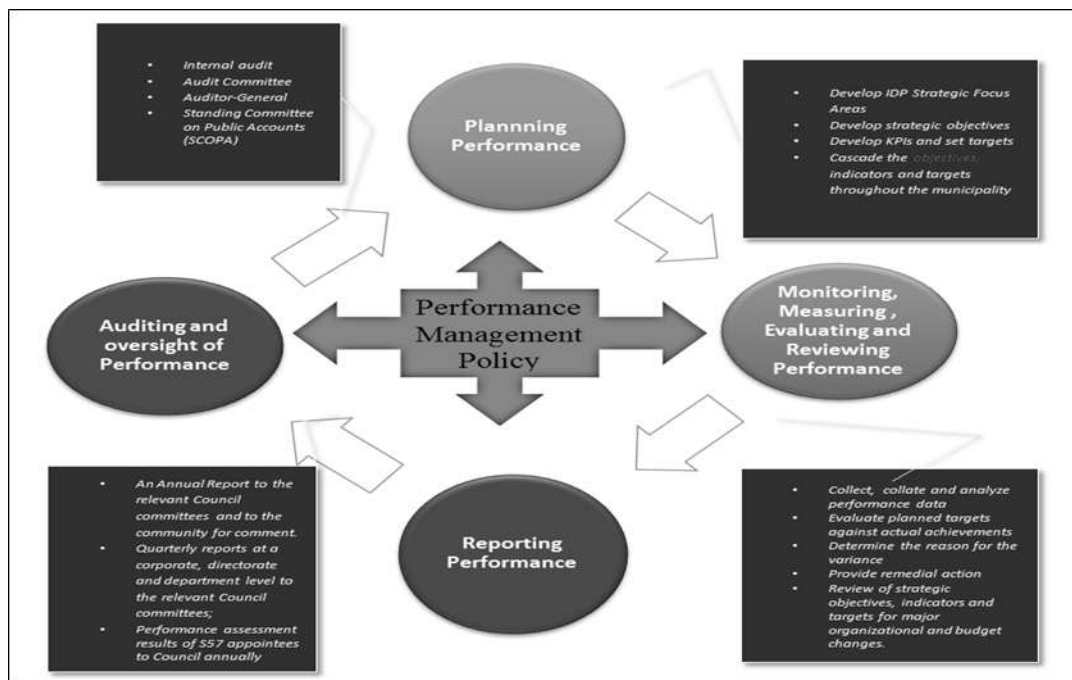 • Internal audit
• Audit Committee
• Auditor-General
• Standing Committee
on Public Accounts
(SCOPA)
Plannning
Performance
• Develop IDP Strategic Focus
Areas
• Develop strategic objectives
• Develop KPIs and set targets
• Cascade the objectives,
indicators and targets
throughout the municipality
Auditing and
oversight of
Performance
Performance
Management
Policy
Monitoring,
Measuring ,
Evaluating and
Reviewing
Performance
• An Annual Report to the
relevant Council
committees and to the
community for comment.
• Quarterly reports at a
corporate, directorate
and department level to
the relevant Council
committees;
• Performance assessment
results of S57 appointees
to Council annually
Reporting
Performance
• Collect, collate and analyze
performance data
• Evaluate planned targets
against actual achievements
• Determine the reason for the
variance
• Provide remedial action
• Review of strategic
objectives, indicators and
targets for major
organizational and budget
changes.